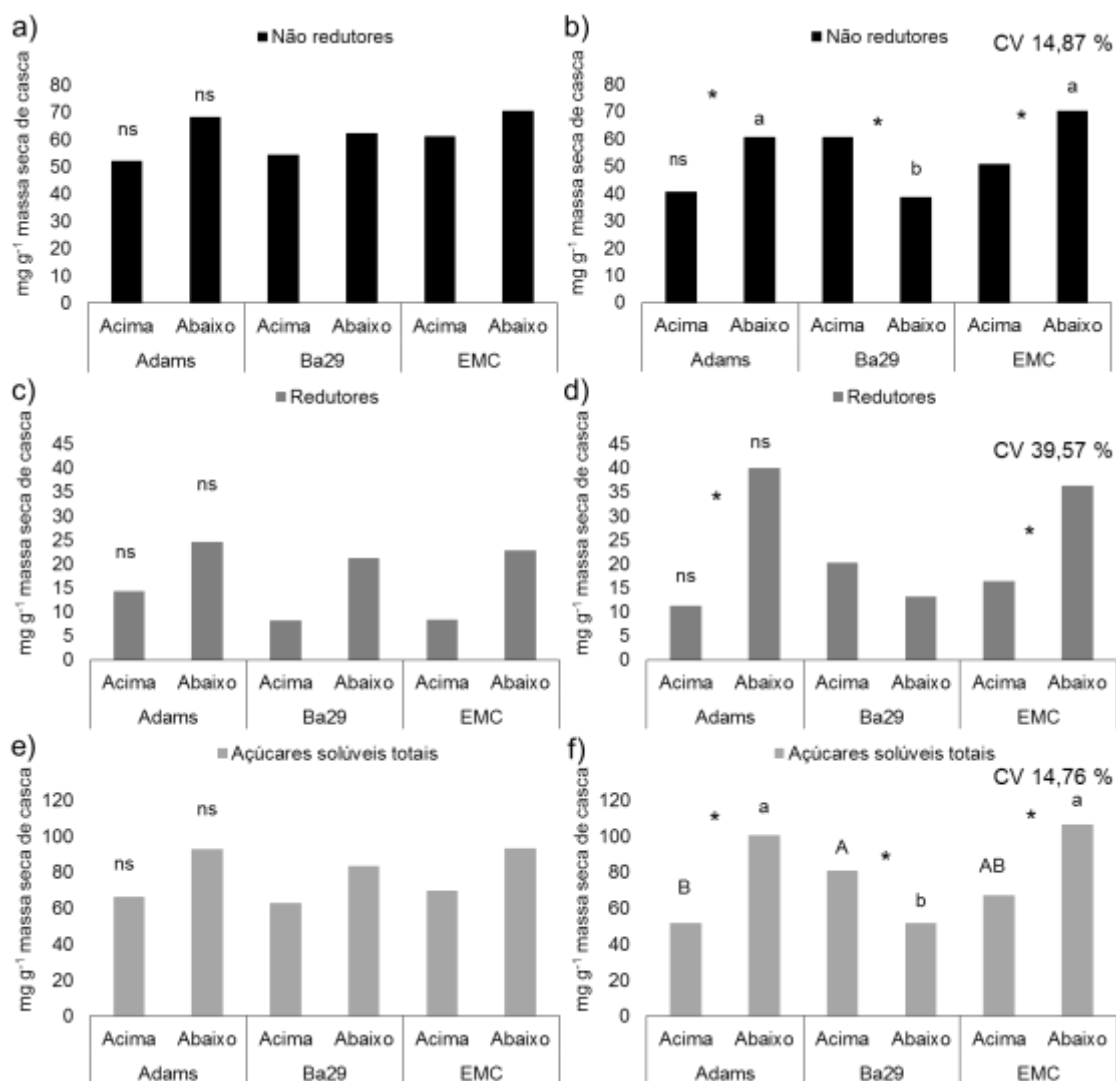 a)
Não redutores
mg g⁻¹ massa seca de casca
80
70
60
50
40
30
20
10
0
ns
ns
Acima Abaixo Acima Abaixo Acima Abaixo
Adams Ba29 EMC
b)
Não redutores
CV 14,87 %
mg g⁻¹ massa seca de casca
80
70
60
50
40
30
20
10
0
* * *
ns a b a
Acima Abaixo Acima Abaixo Acima Abaixo
Adams Ba29 EMC
c)
Redutores
mg g⁻¹ massa seca de casca
45
40
35
30
25
20
15
10
5
0
ns
ns
Acima Abaixo Acima Abaixo Acima Abaixo
Adams Ba29 EMC
d)
Redutores
CV 39,57 %
mg g⁻¹ massa seca de casca
45
40
35
30
25
20
15
10
5
0
ns
* *
ns
Acima Abaixo Acima Abaixo Acima Abaixo
Adams Ba29 EMC
e)
Açúcares solúveis totais
mg g⁻¹ massa seca de casca
120
100
80
60
40
20
0
ns
ns
Acima Abaixo Acima Abaixo Acima Abaixo
Adams Ba29 EMC
f)
Açúcares solúveis totais
CV 14,76 %
mg g⁻¹ massa seca de casca
120
100
80
60
40
20
0
* * *
B a A b AB a
Acima Abaixo Acima Abaixo Acima Abaixo
Adams Ba29 EMC